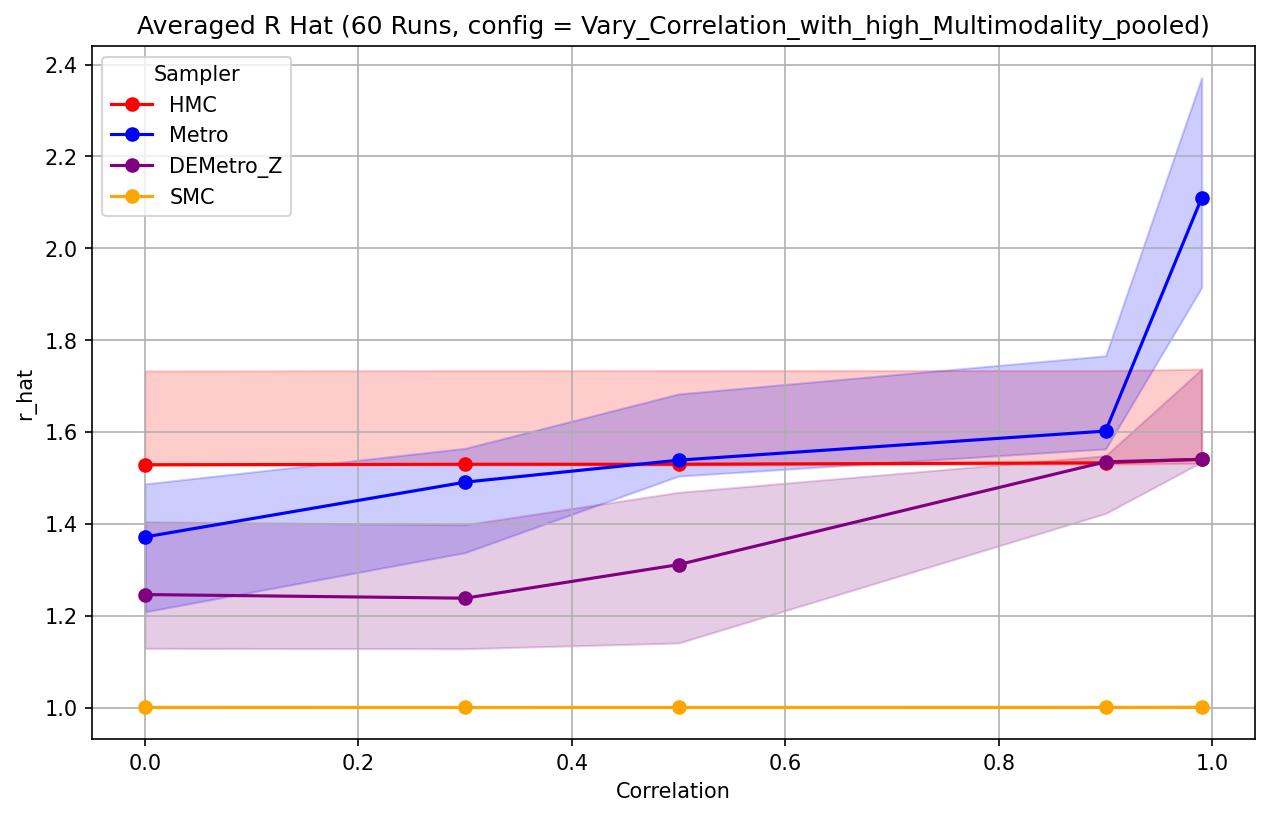 Averaged R Hat (60 Runs, config = Vary_Correlation_with_high_Multimodality_pooled)
Sampler
HMC
Metro
DEMetro_Z
SMC
2.4
2.2
2.0
1.8
1.6
1.4
1.2
1.0
r_hat
0.0 0.2 0.4 0.6 0.8 1.0
Correlation